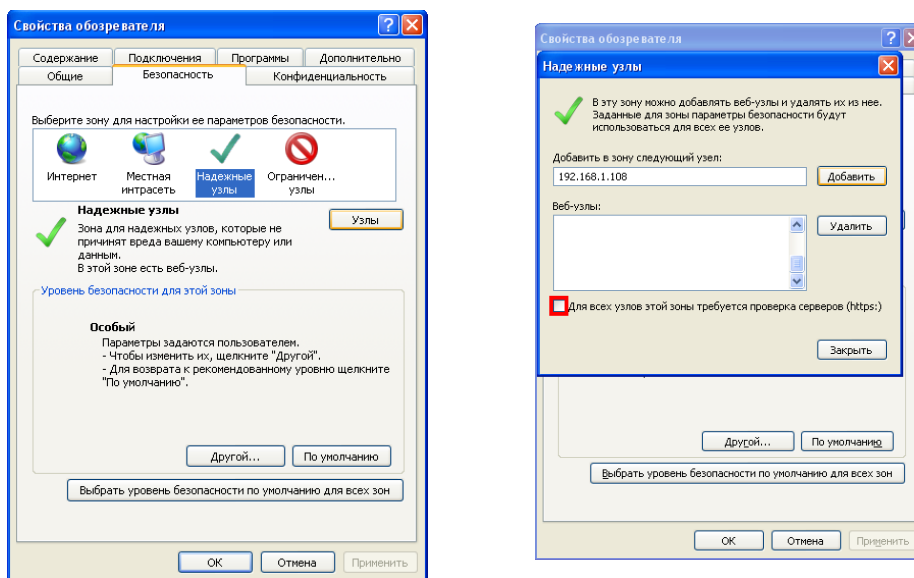 Свойства обозревателя
Содержание Подключения Программы Дополнительно
Общие Безопасность Конфиденциальность
Выберите зону для настройки ее параметров безопасности.
Интернет
Местная
интрасеть
Надежные
узлы
Ограничен...
узлы
Надежные узлы
Узлы
Зона для надежных узлов, которые не
причинят вреда вашему компьютеру или
данным.
В этой зоне есть веб-узлы.
Уровень безопасности для этой зоны
Особый
Параметры задаются пользователем.
- Чтобы изменить их, щелкните "Другой".
- Для возврата к рекомендованному уровню щелкните
"По умолчанию".
Другой... По умолчанию
Выбрать уровень безопасности по умолчанию для всех зон
ОК Отмена Применить
Свойства обозревателя
Надежные узлы
В эту зону можно добавлять веб-узлы и удалять их из нее.
Заданные для зоны параметры безопасности будут
использоваться для всех ее узлов.
Добавить в зону следующий узел:
192.168.1.108 Добавить
Веб-узлы:
Удалить
Для всех узлов этой зоны требуется проверка серверов (https:)
Закрыть
Другой... По умолчанию
Выбрать уровень безопасности по умолчанию для всех зон
ОК Отмена Применить